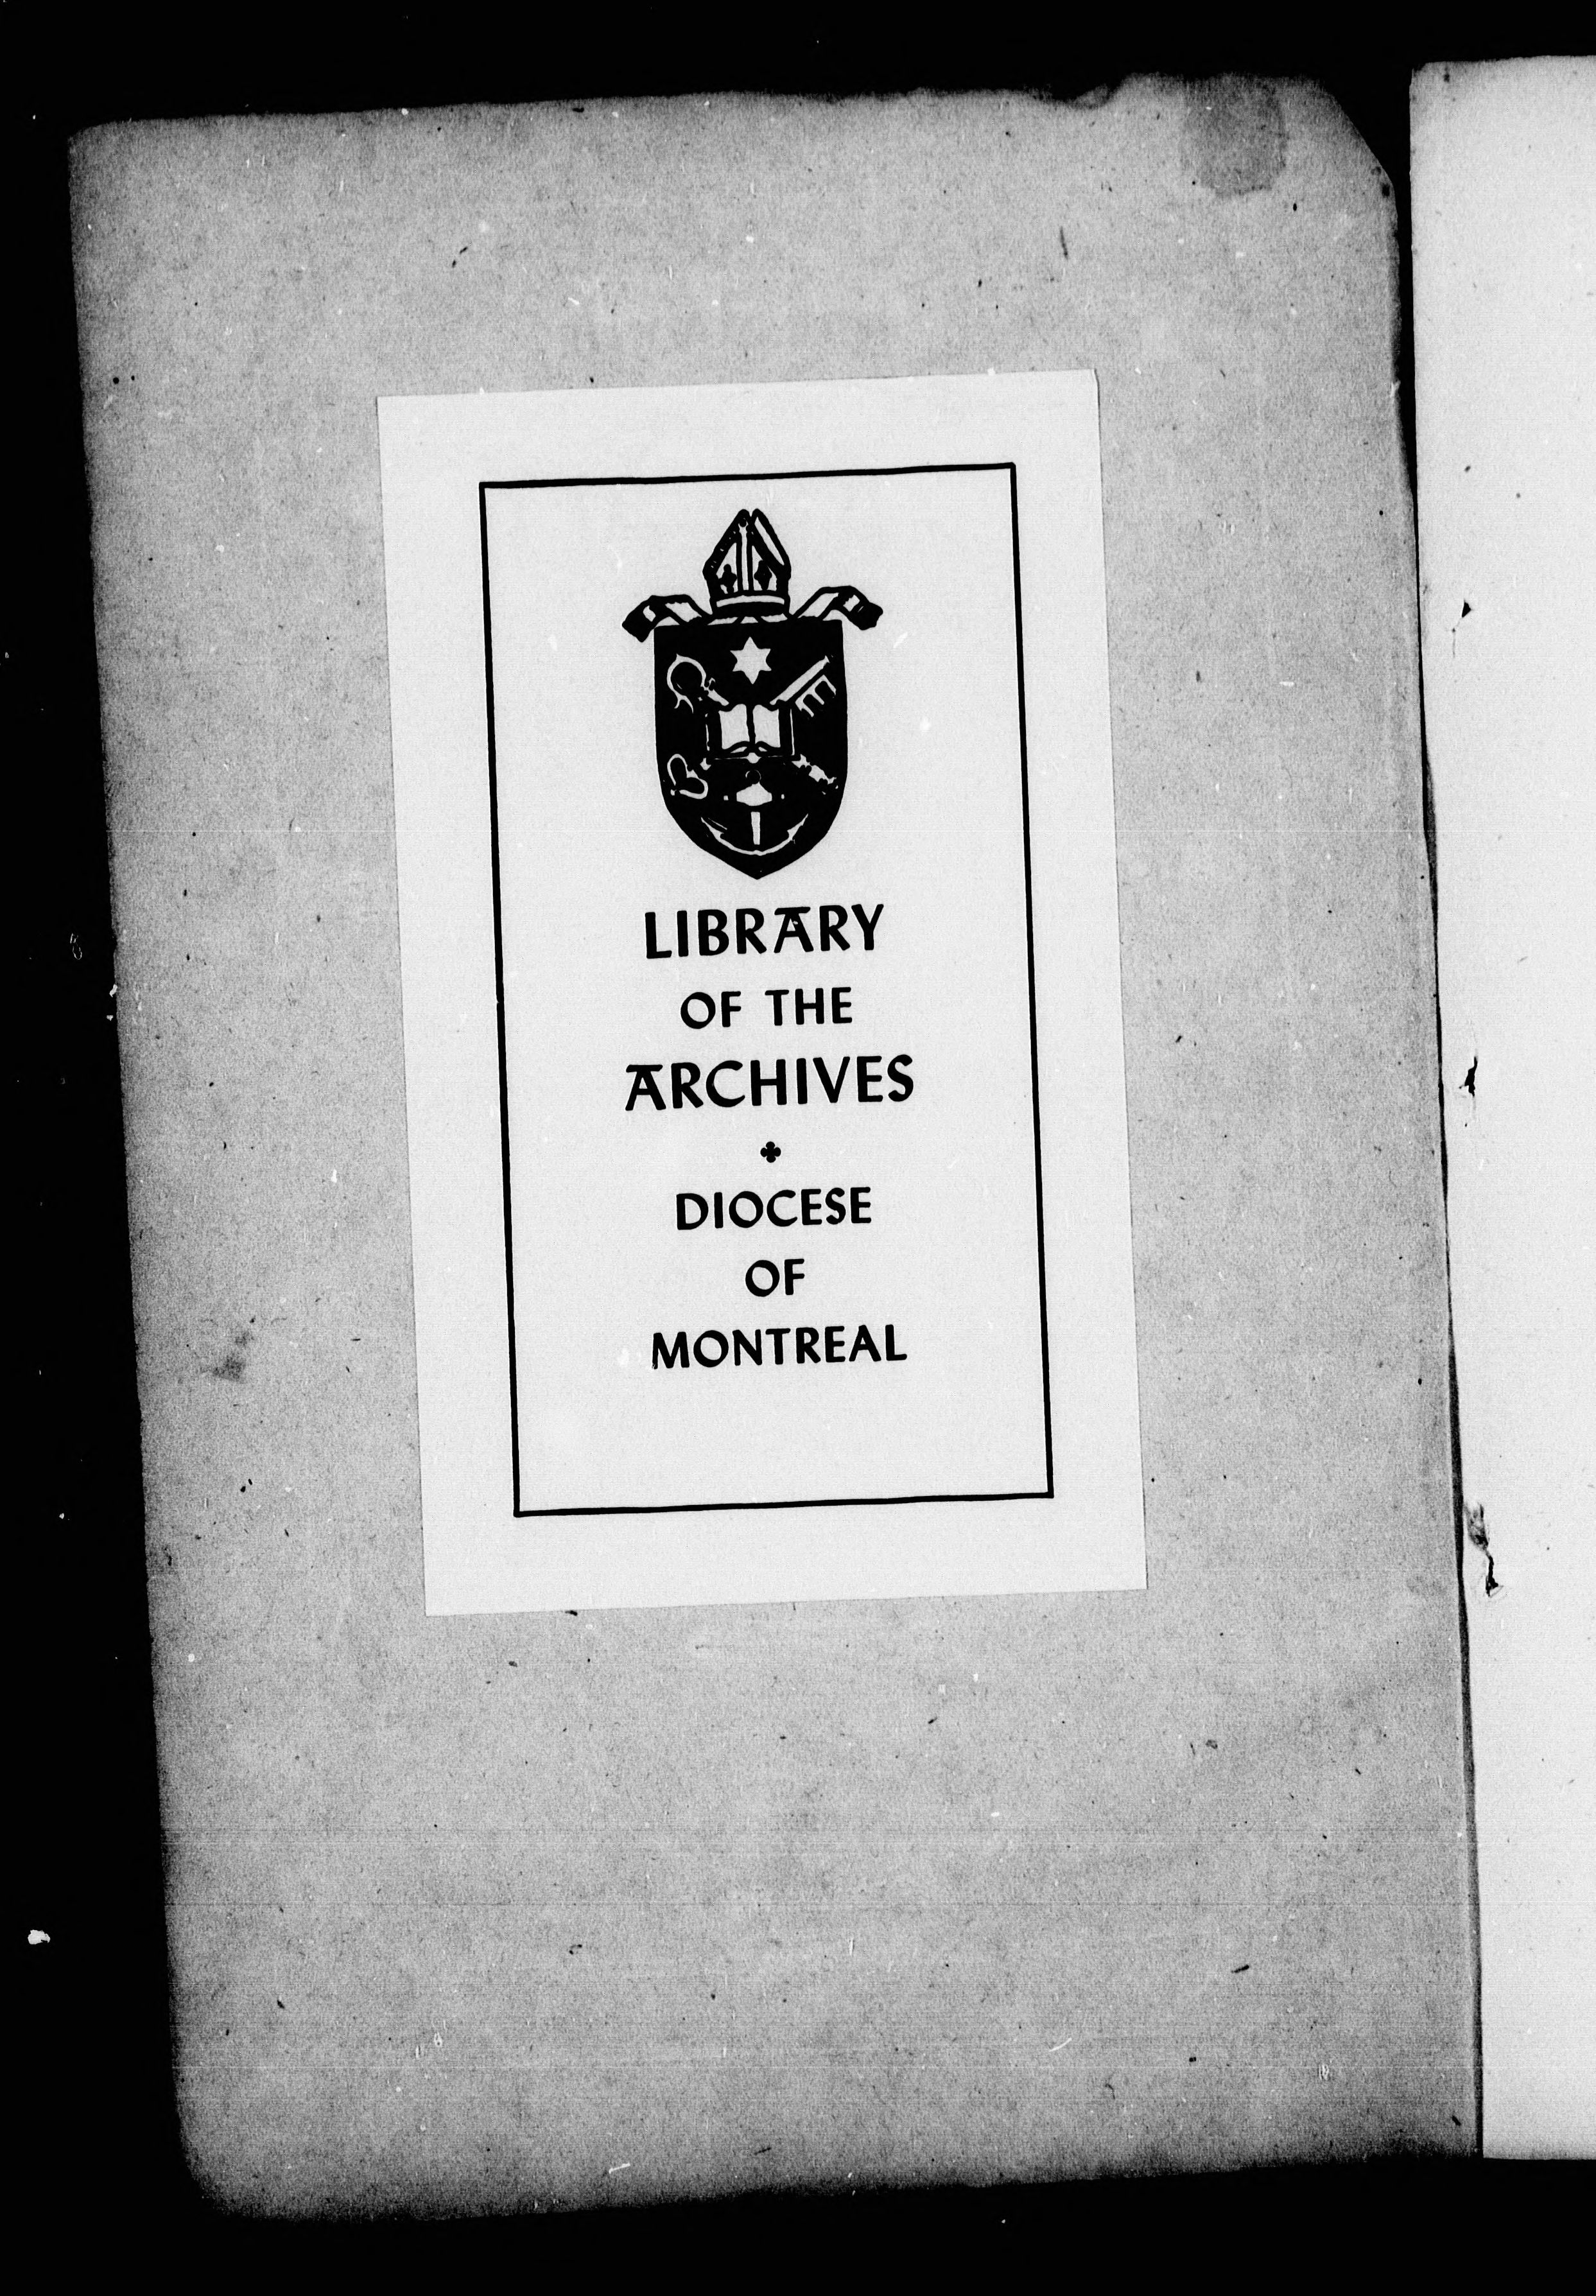 LIBRARY
OF THE
ARCHIVES
DIOCESE
OF
MONTREAL